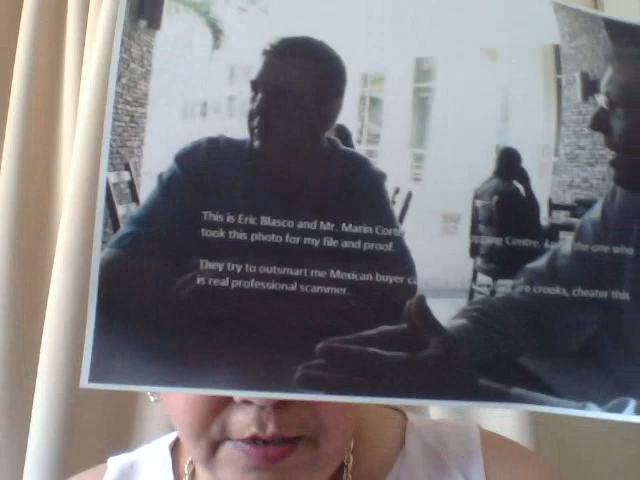 This is Eric Blasco and Mr. Marin Centre. the one who
took this photo for my file and proof.
They try to outsmart me Mexican buyer are crooks, cheater this
is real professional scammer.